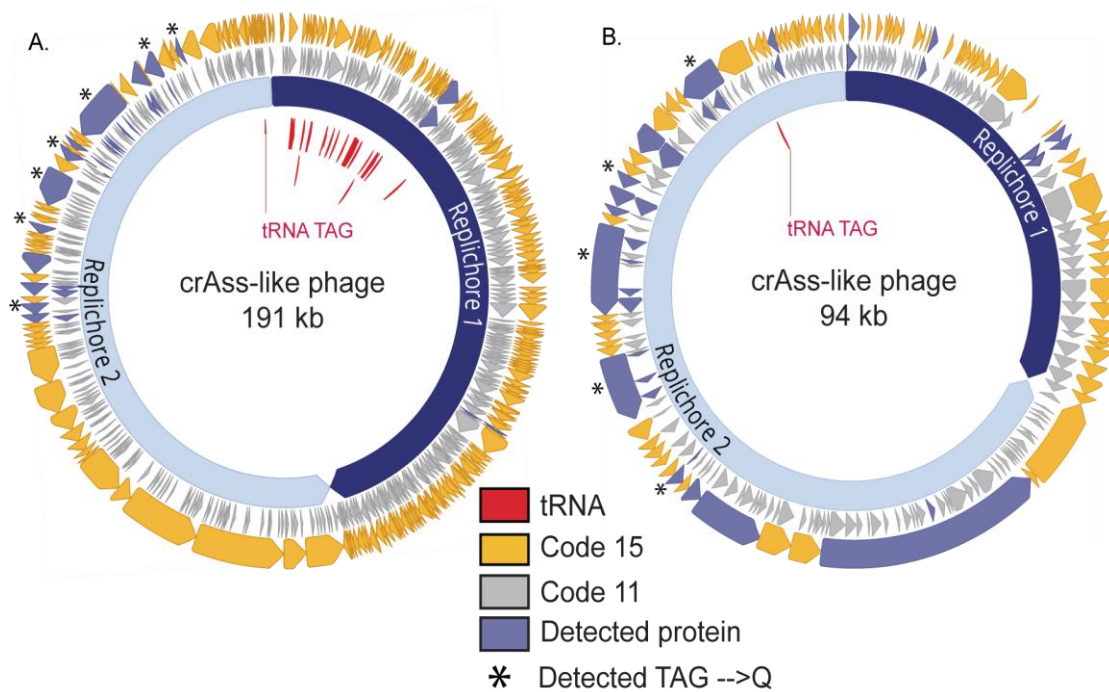 A.
B.
*
*
*
*
*
*
*
*
*
*
*
*
Replichore 1
Replichore 2
tRNA TAG
crAss-like phage
191 kb
Replichore 1
Replichore 2
tRNA TAG
crAss-like phage
94 kb
tRNA
Code 15
Code 11
Detected protein
* Detected TAG -->Q